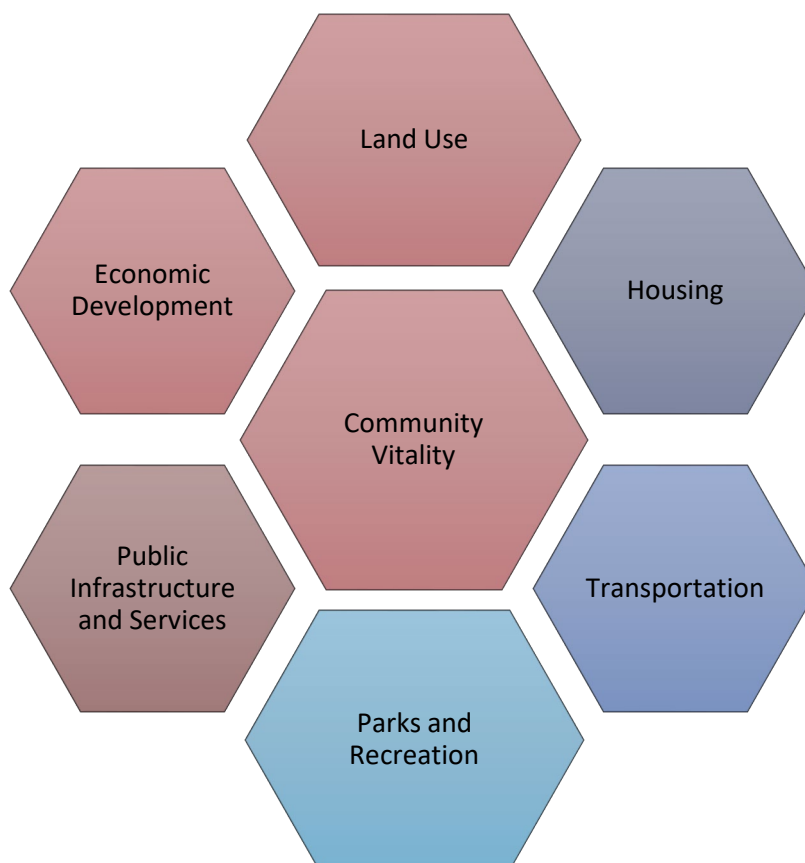 Land Use
Economic
Development
Housing
Community
Vitality
Public
Infrastructure
and Services
Transportation
Parks and
Recreation